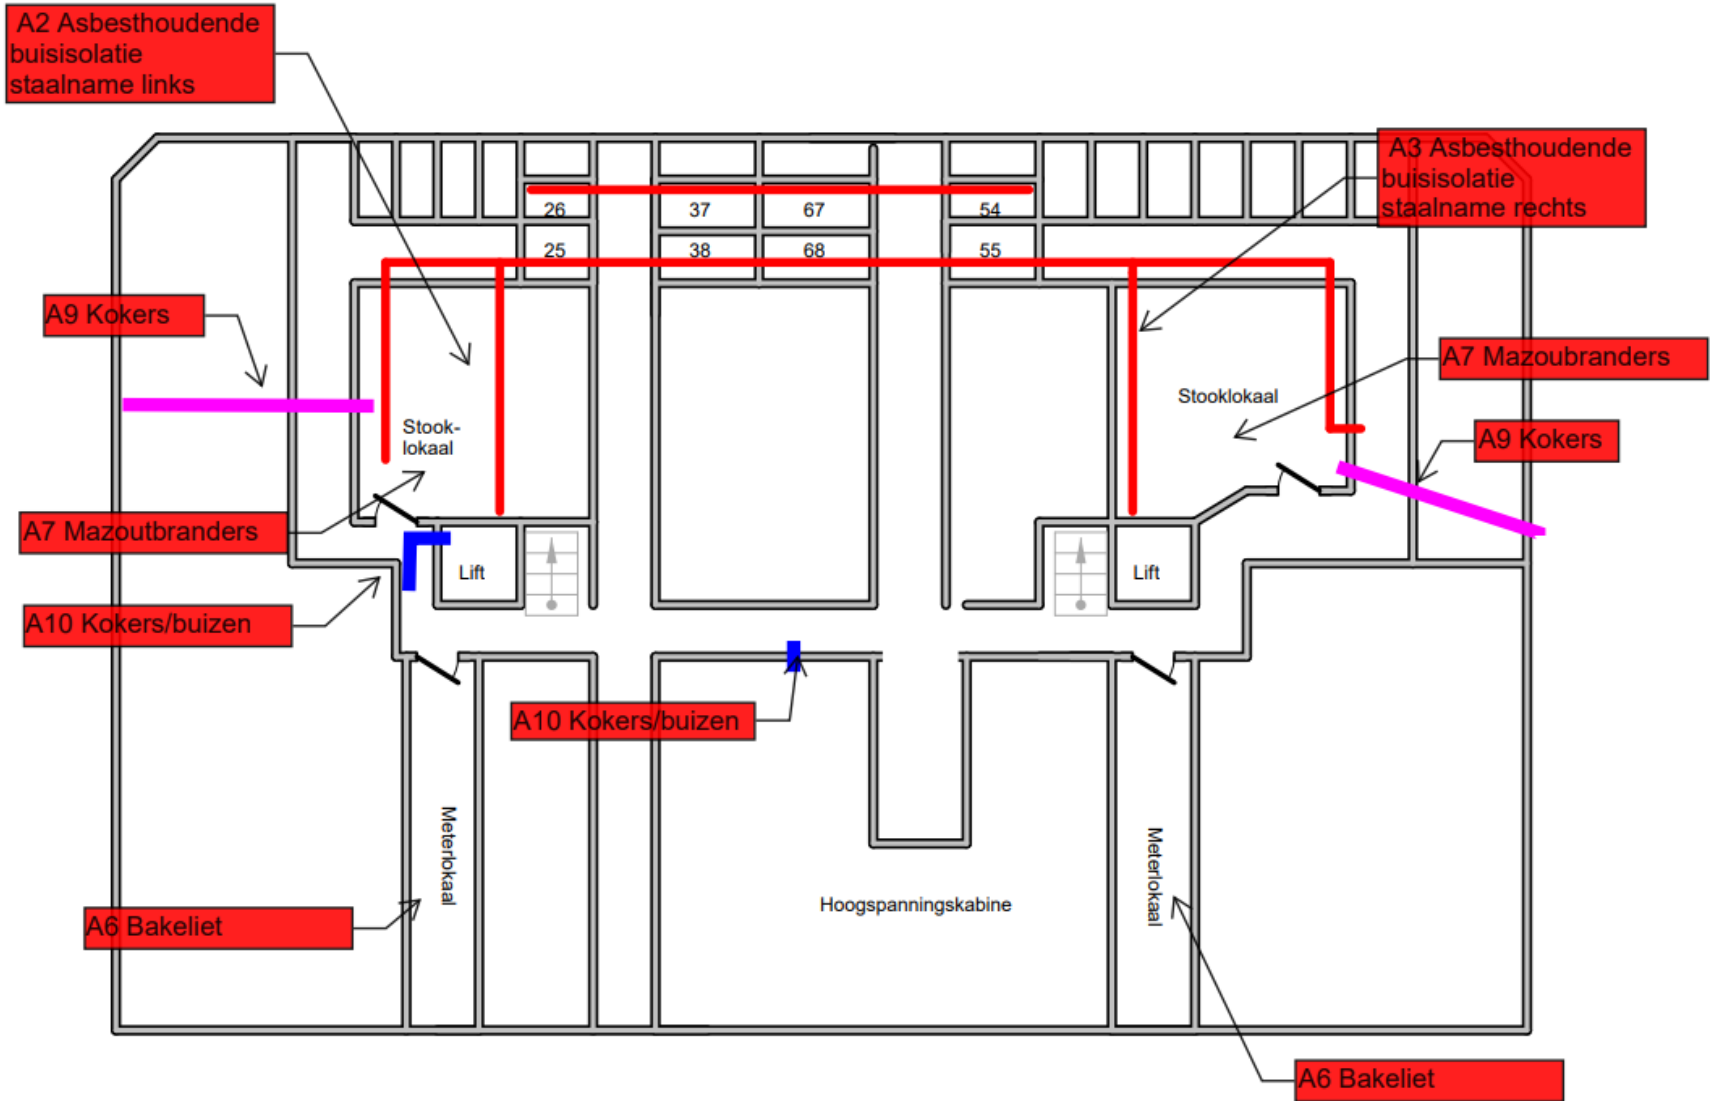 A2 Asbesthoudende
buisisolatie
staalname links
A3 Asbesthoudende
buisisolatie
staalname rechts
26
37
67
54
25
38
68
55
A9 Kokers
A7 Mazoubranders
Stooklokaal
Stook-
lokaal
A9 Kokers
A7 Mazoutbranders
Lift
Lift
A10 Kokers/buizen
A10 Kokers/buizen
Meterlokaal
Meterlokaal
Hoogspanningskabine
A6 Bakeliet
A6 Bakeliet